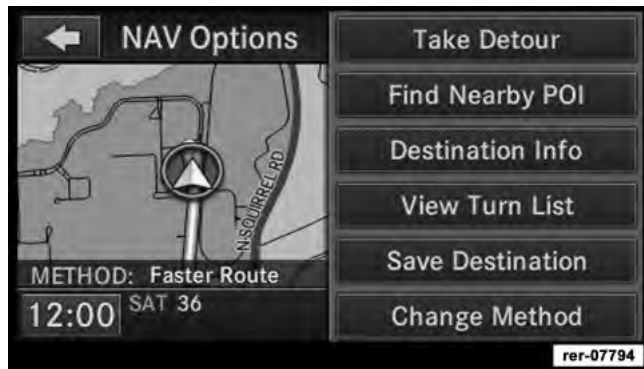 NAV Options
Take Detour
Find Nearby POI
Destination Info
View Turn List
Save Destination
Change Method
N SQUIRREL RD
METHOD: Faster Route
12:00 SAT 36
rer-07794